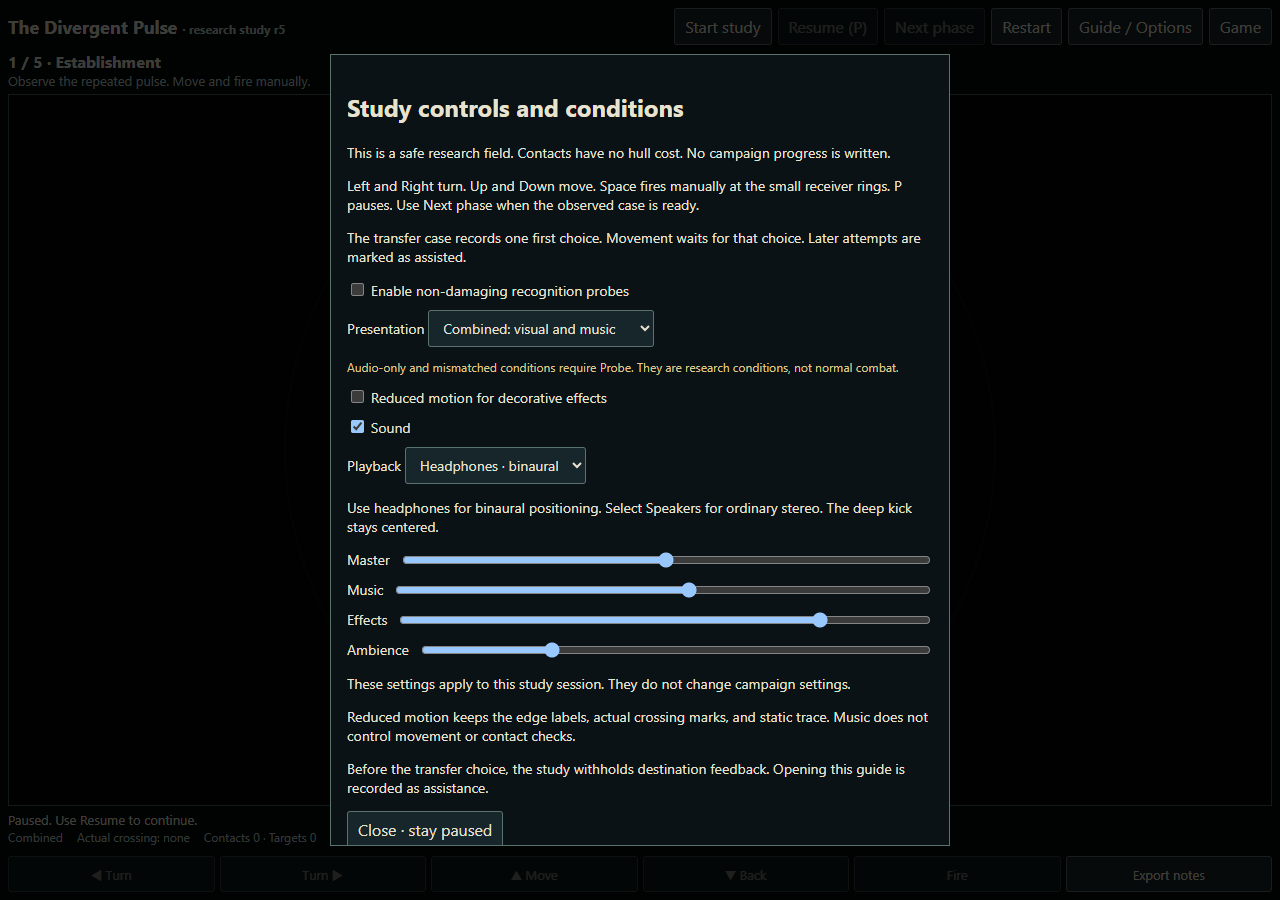 The Divergent Pulse · research study r5
Start study
Resume (P)
Next phase
Restart
Guide / Options
Game
1 / 5 · Establishment
Observe the repeated pulse. Move and fire manually.
Study controls and conditions
This is a safe research field. Contacts have no hull cost. No campaign progress is written.
Left and Right turn. Up and Down move. Space fires manually at the small receiver rings. P
pauses. Use Next phase when the observed case is ready.
The transfer case records one first choice. Movement waits for that choice. Later attempts are
marked as assisted.
Enable non-damaging recognition probes
Presentation Combined: visual and music
Audio-only and mismatched conditions require Probe. They are research conditions, not normal combat.
Reduced motion for decorative effects
Sound
Playback Headphones · binaural
Use headphones for binaural positioning. Select Speakers for ordinary stereo. The deep kick
stays centered.
Master
Music
Effects
Ambience
These settings apply to this study session. They do not change campaign settings.
Reduced motion keeps the edge labels, actual crossing marks, and static trace. Music does not
control movement or contact checks.
Before the transfer choice, the study withholds destination feedback. Opening this guide is
recorded as assistance.
Close · stay paused
Paused. Use Resume to continue.
Combined Actual crossing: none Contacts 0 · Targets 0
◀ Turn
Turn ▶
▲ Move
▼ Back
Fire
Export notes